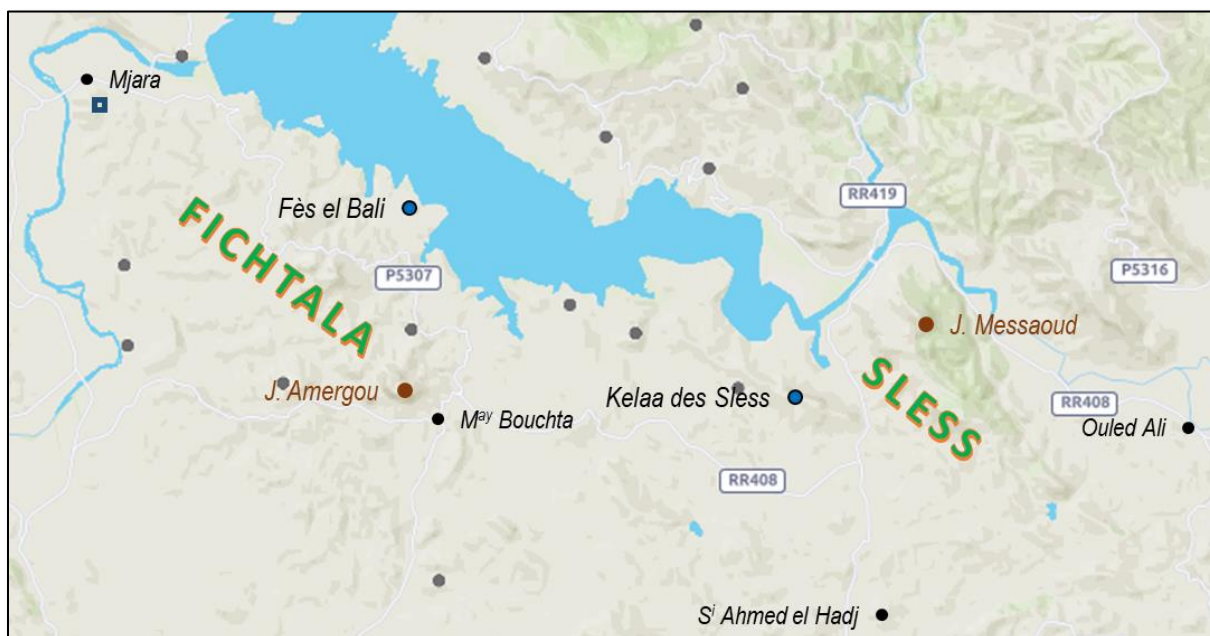 Mjara
Fès el Bali
RR419
FICHTALA
P5307
P5316
J. Messaoud
SLESS
J. Amergou
Kelaa des Sless
RR408
Mᵃʸ Bouchta
Ouled Ali
RR408
Sⁱ Ahmed el Hadj